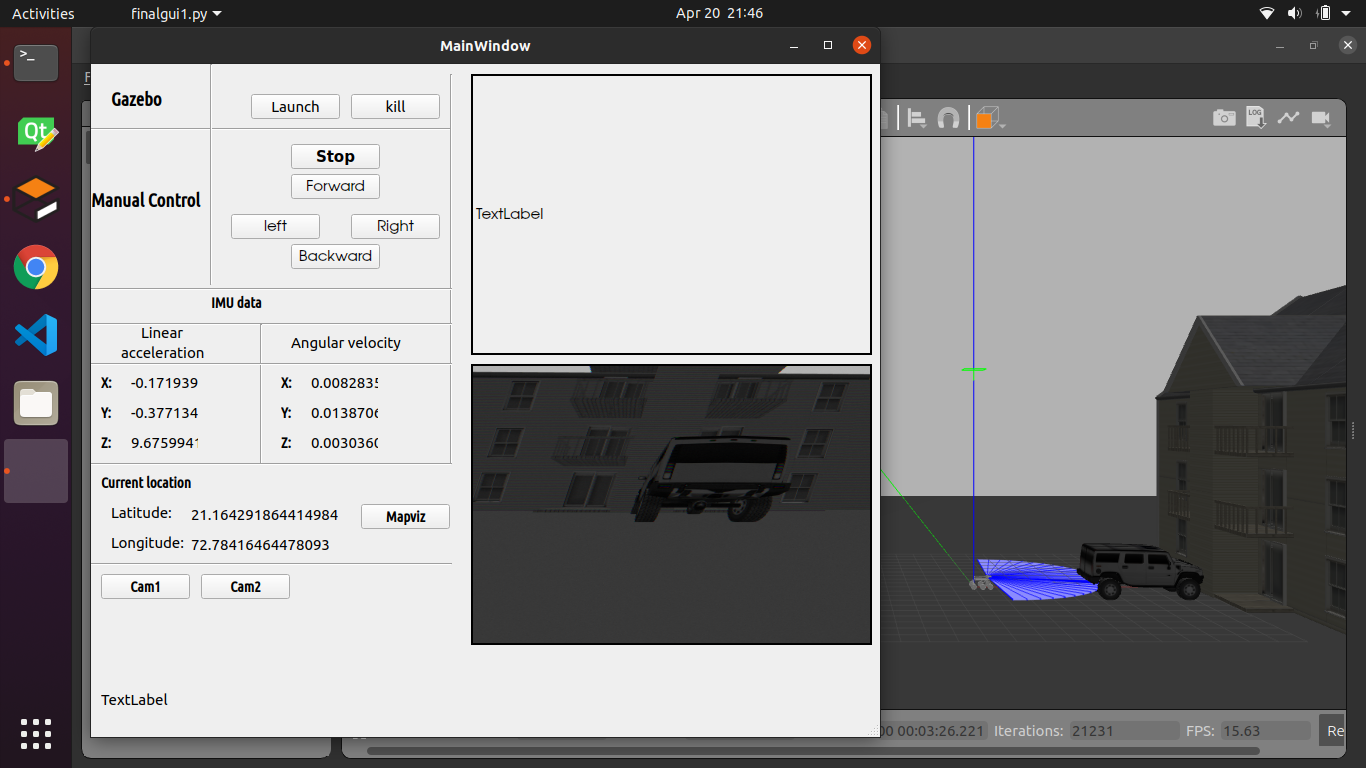 Activities finalgui1.py Apr 20 21:46
MainWindow
F
Gazebo
Launch kill
Manual Control
Stop
Forward
left Right
Backward
IMU data
Linear acceleration
Angular velocity
X: -0.171939 X: 0.0082835
Y: -0.377134 Y: 0.0138706
Z: 9.6759941 Z: 0.0030360
Current location
Latitude: 21.164291864414984 Mapviz
Longitude: 72.78416464478093
Cam1 Cam2
TextLabel
TextLabel
>_
Qt
LOG
00 00:03:26.221 Iterations: 21231 FPS: 15.63 Re